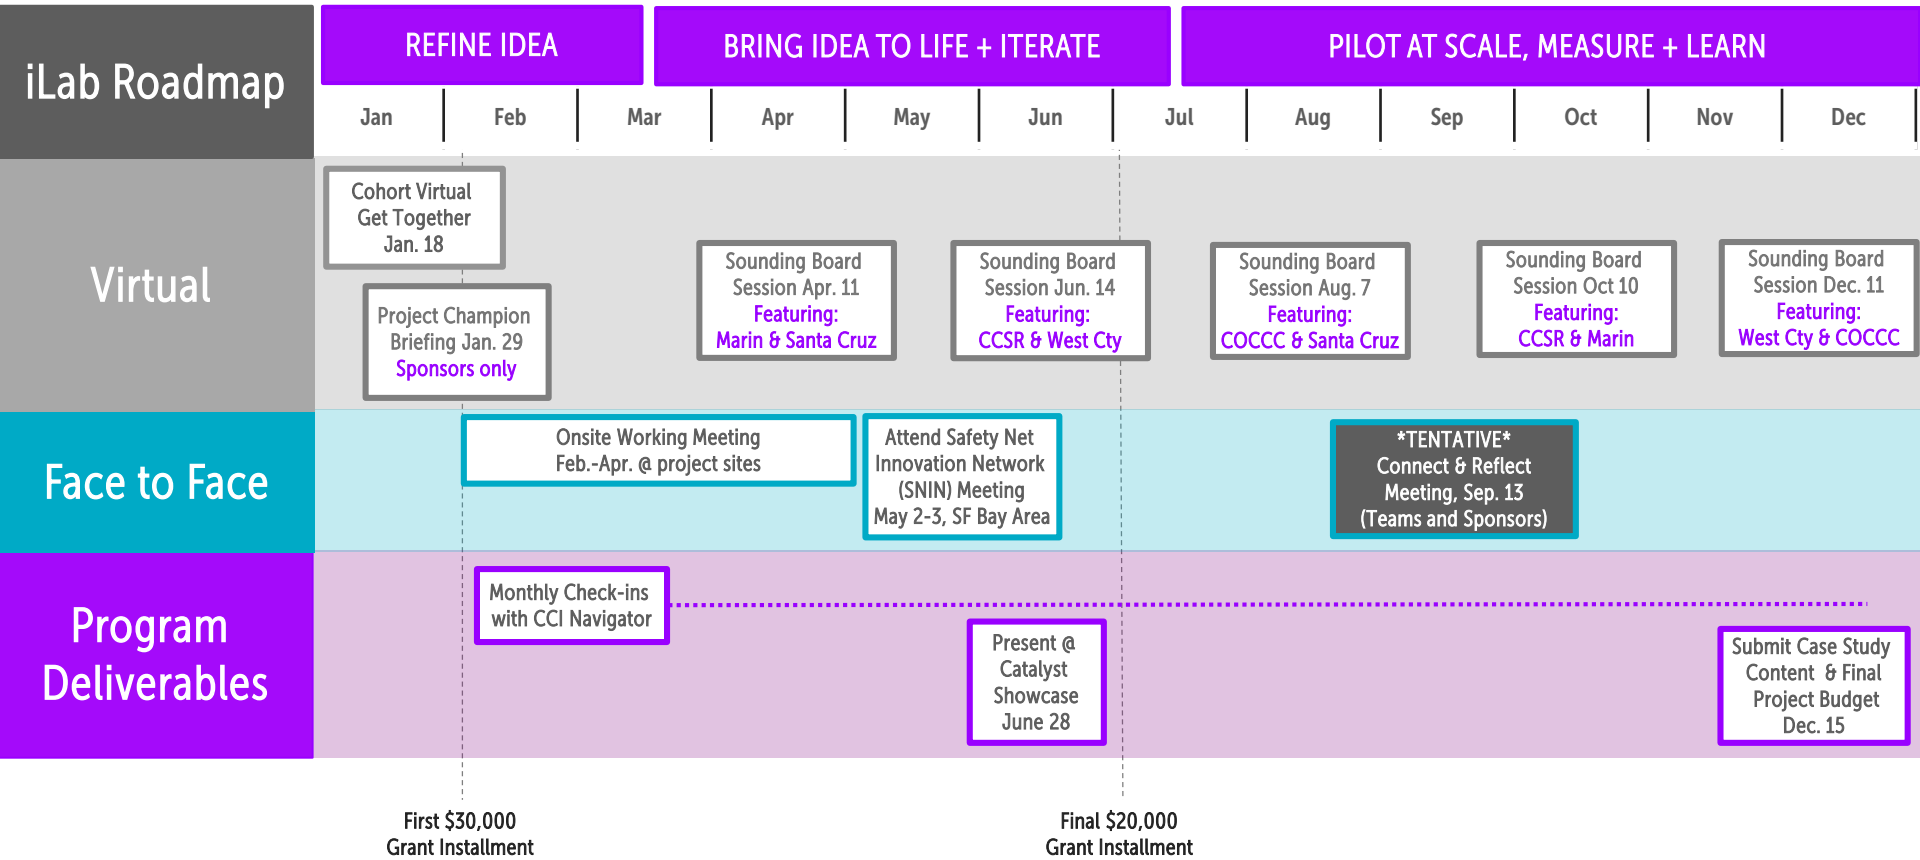 iLab Roadmap
REFINE IDEA
BRING IDEA TO LIFE + ITERATE
PILOT AT SCALE, MEASURE + LEARN
Jan
Feb
Mar
Apr
May
Jun
Jul
Aug
Sep
Oct
Nov
Dec
Virtual
Cohort Virtual
Get Together
Jan. 18
Project Champion
Briefing Jan. 29
Sponsors only
Sounding Board
Session Apr. 11
Featuring:
Marin & Santa Cruz
Sounding Board
Session Jun. 14
Featuring:
CCSR & West Cty
Sounding Board
Session Aug. 7
Featuring:
COCCC & Santa Cruz
Sounding Board
Session Oct 10
Featuring:
CCSR & Marin
Sounding Board
Session Dec. 11
Featuring:
West Cty & COCCC
Face to Face
Onsite Working Meeting
Feb.-Apr. @ project sites
Attend Safety Net
Innovation Network
(SNIN) Meeting
May 2-3, SF Bay Area
*TENTATIVE*
Connect & Reflect
Meeting, Sep. 13
(Teams and Sponsors)
Program
Deliverables
Monthly Check-ins
with CCI Navigator
Present @
Catalyst
Showcase
June 28
Submit Case Study
Content & Final
Project Budget
Dec. 15
First $30,000
Grant Installment
Final $20,000
Grant Installment